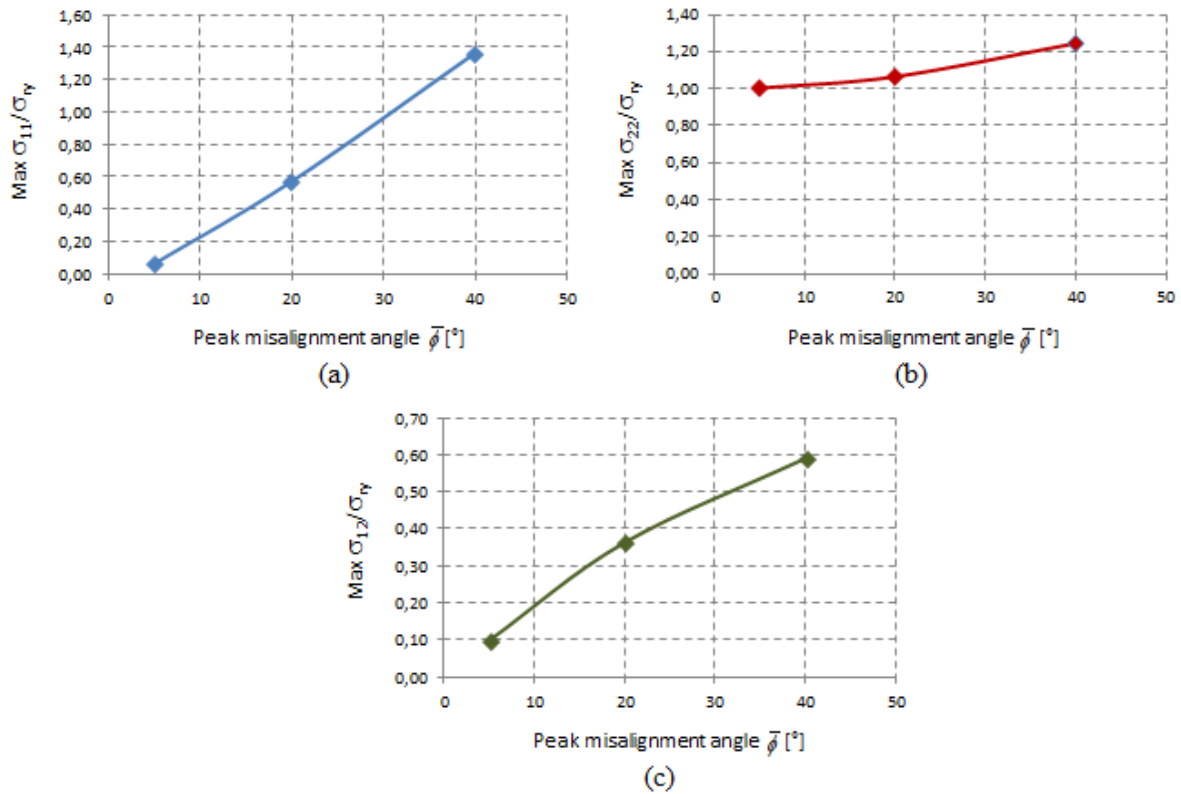 1,60
1,40
1,20
1,00
0,80
0,60
0,40
0,20
0,00
Max σ₁₁/σᵣᵧ
0 10 20 30 40 50
Peak misalignment angle ϕ̅ [°]
(a)
1,40
1,20
1,00
0,80
0,60
0,40
0,20
0,00
Max σ₂₂/σᵣᵧ
0 10 20 30 40 50
Peak misalignment angle ϕ̅ [°]
(b)
0,70
0,60
0,50
0,40
0,30
0,20
0,10
0,00
Max σ₁₂/σᵣᵧ
0 10 20 30 40 50
Peak misalignment angle ϕ̅ [°]
(c)